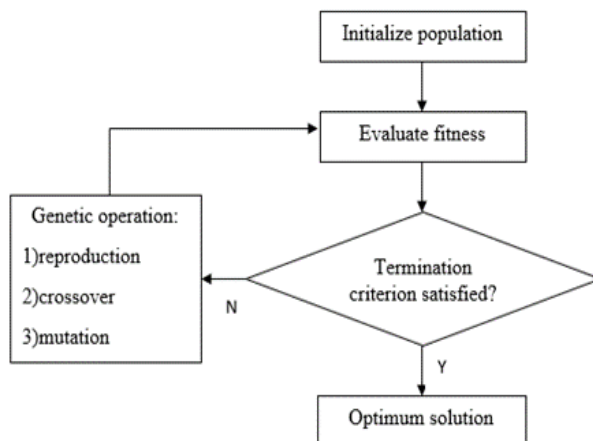 Initialize population
Evaluate fitness
Genetic operation:
1)reproduction
2)crossover
3)mutation
Termination
criterion satisfied?
N
Y
Optimum solution